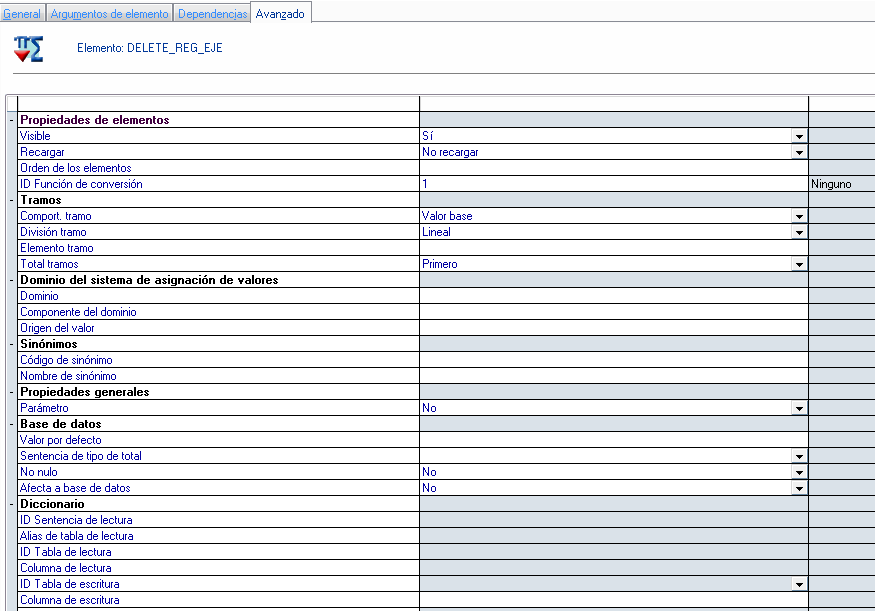 General Argumentos de elemento Dependencias Avanzado
Elemento: DELETE_REG_EJE
- Propiedades de elementos
Visible Sí
Recargar No recargar
Orden de los elementos
ID Función de conversión 1 Ninguno
- Tramos
Comport. tramo Valor base
División tramo Lineal
Elemento tramo
Total tramos Primero
- Dominio del sistema de asignación de valores
Dominio
Componente del dominio
Origen del valor
- Sinónimos
Código de sinónimo
Nombre de sinónimo
- Propiedades generales
Parámetro No
- Base de datos
Valor por defecto
Sentencia de tipo de total
No nulo No
Afecta a base de datos No
- Diccionario
ID Sentencia de lectura
Alias de tabla de lectura
ID Tabla de lectura
Columna de lectura
ID Tabla de escritura
Columna de escritura